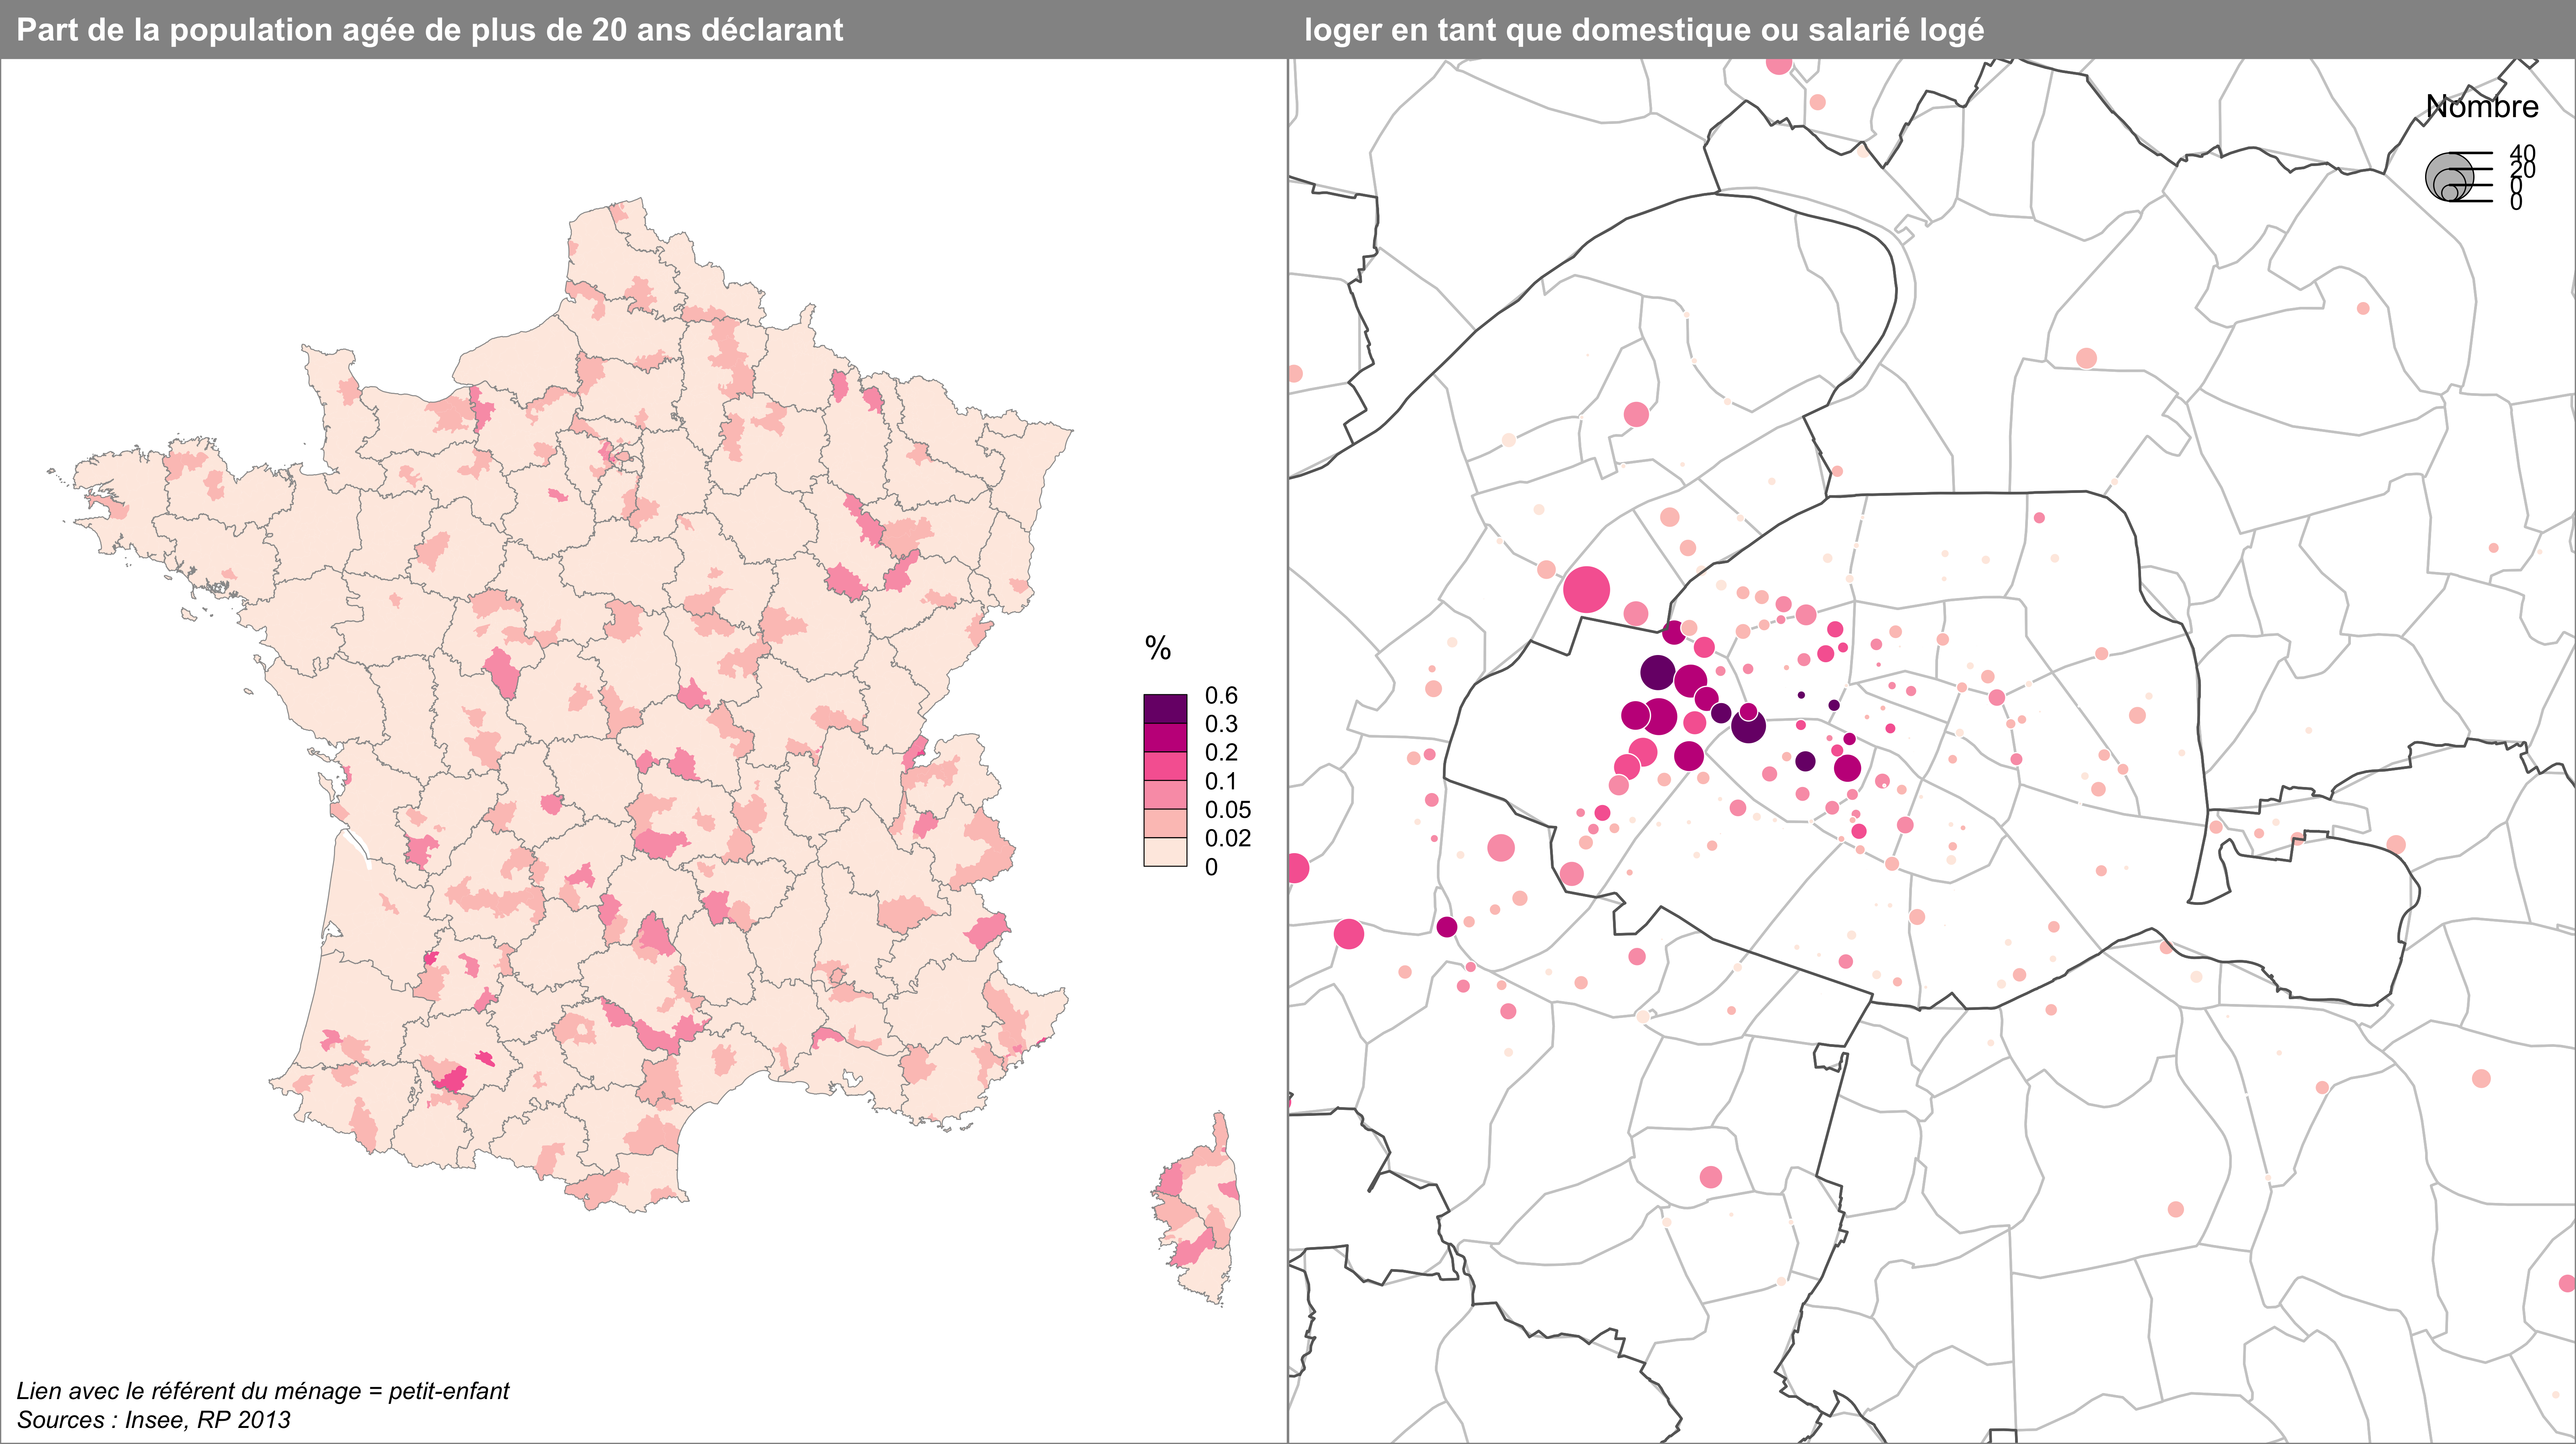 Part de la population agée de plus de 20 ans déclarant
loger en tant que domestique ou salarié logé
Nombre
40
20
0
0
%
0.6
0.3
0.2
0.1
0.05
0.02
0
Lien avec le référent du ménage = petit-enfant
Sources : Insee, RP 2013